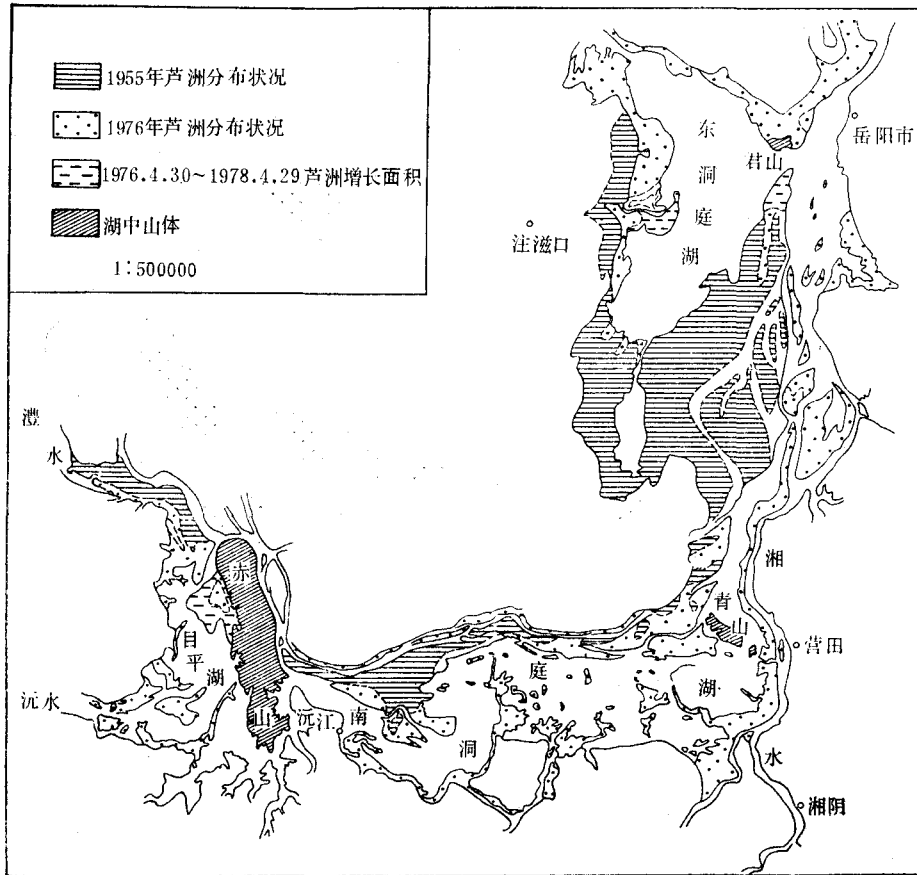 1955年芦洲分布状况
1976年芦洲分布状况
1976.4.30~1978.4.29芦洲增长面积
湖中山体
1:500000
东洞庭湖
君山
岳阳市
注滋口
澧水
赤山
目平湖
沅水
沅江
南洞庭湖
青山
湘水
营田
湘阴